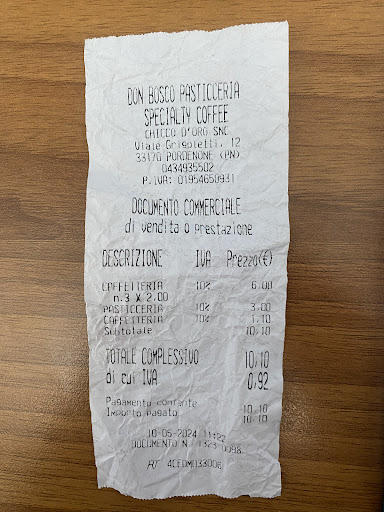 DON BOSCO PASTICCERIA
SPECIALTY COFFEE
CHICCO D'ORO SNC
Viale Grigoletti, 12
33170 PORDENONE (PN)
0434935502
P.IVA: 01954650931
DOCUMENTO COMMERCIALE
di vendita o prestazione
DESCRIZIONE IVA Prezzo(€)
CAFFETTERIA 10% 6,00
n.3 X 2,00
PASTICCERIA 10% 3,00
CAFFETTERIA 10% 1,10
Subtotale 10,10
TOTALE COMPLESSIVO 10,10
di cui IVA 0,92
Pagamento contante 10,10
Importo pagato 10,10
10-05-2024 11:22
DOCUMENTO N. 1323-0098
RT